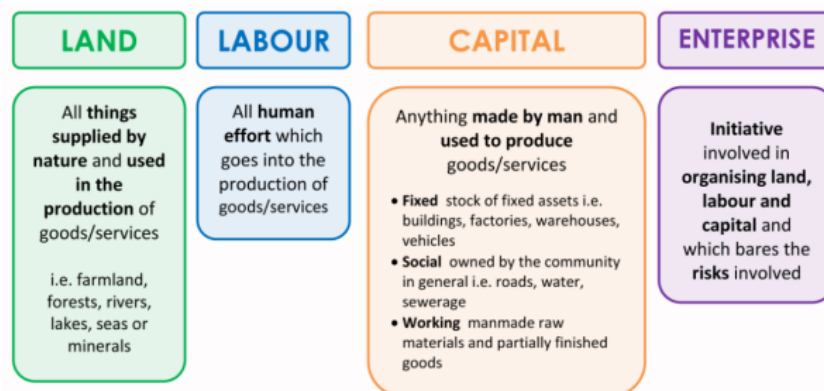 LAND
All things
supplied by
nature and used
in the
production of
goods/services
i.e. farmland,
forests, rivers,
lakes, seas or
minerals
LABOUR
All human
effort which
goes into the
production of
goods/services
CAPITAL
Anything made by man and
used to produce
goods/services
• Fixed stock of fixed assets i.e.
buildings, factories, warehouses,
vehicles
• Social owned by the community
in general i.e. roads, water,
sewerage
• Working manmade raw
materials and partially finished
goods
ENTERPRISE
Initiative
involved in
organising land,
labour and
capital and
which bares the
risks involved